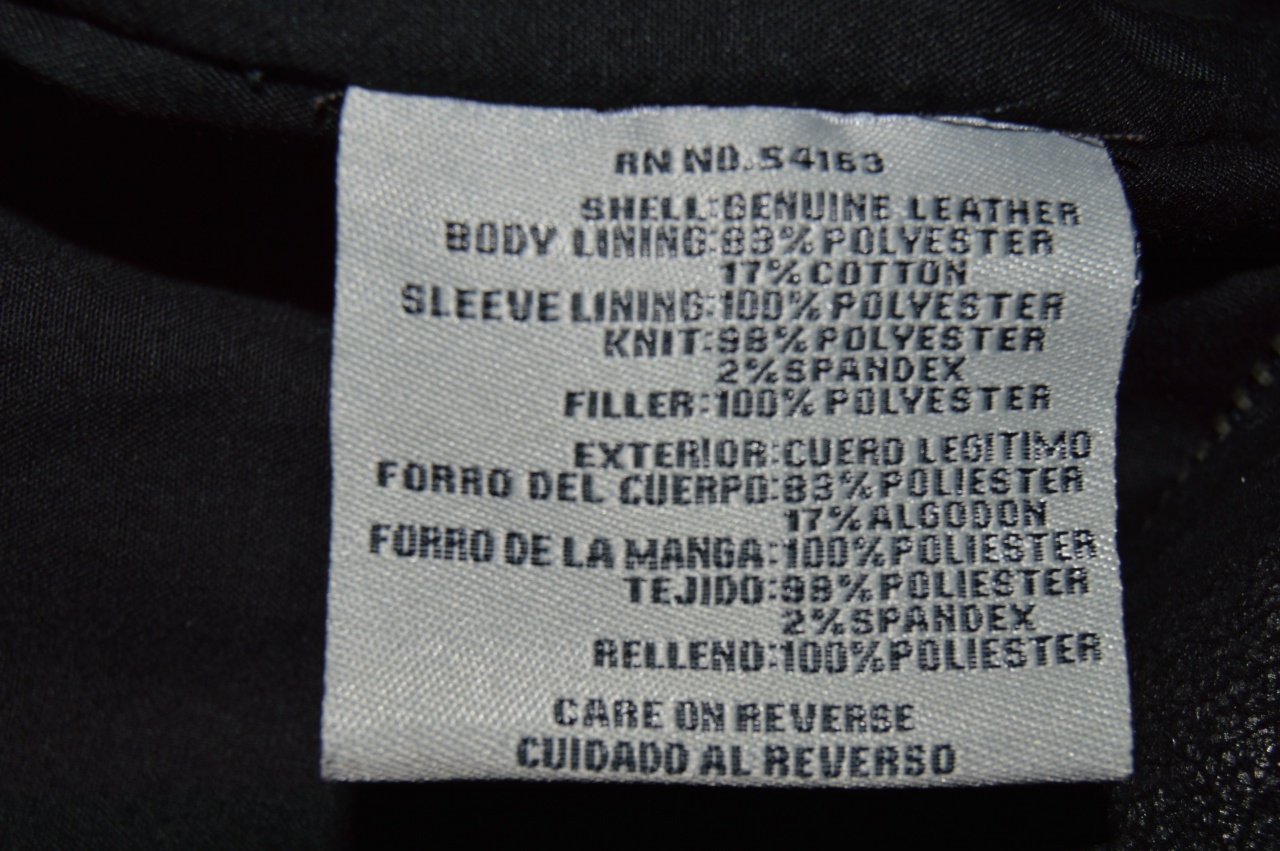 RN NO. 54163
SHELL:GENUINE LEATHER
BODY LINING:83% POLYESTER
17% COTTON
SLEEVE LINING:100% POLYESTER
KNIT:98% POLYESTER
2% SPANDEX
FILLER:100% POLYESTER
EXTERIOR:CUERO LEGITIMO
FORRO DEL CUERPO:83% POLIESTER
17% ALGODON
FORRO DE LA MANGA:100% POLIESTER
TEJIDO:98% POLIESTER
2% SPANDEX
RELLENO:100% POLIESTER
CARE ON REVERSE
CUIDADO AL REVERSO